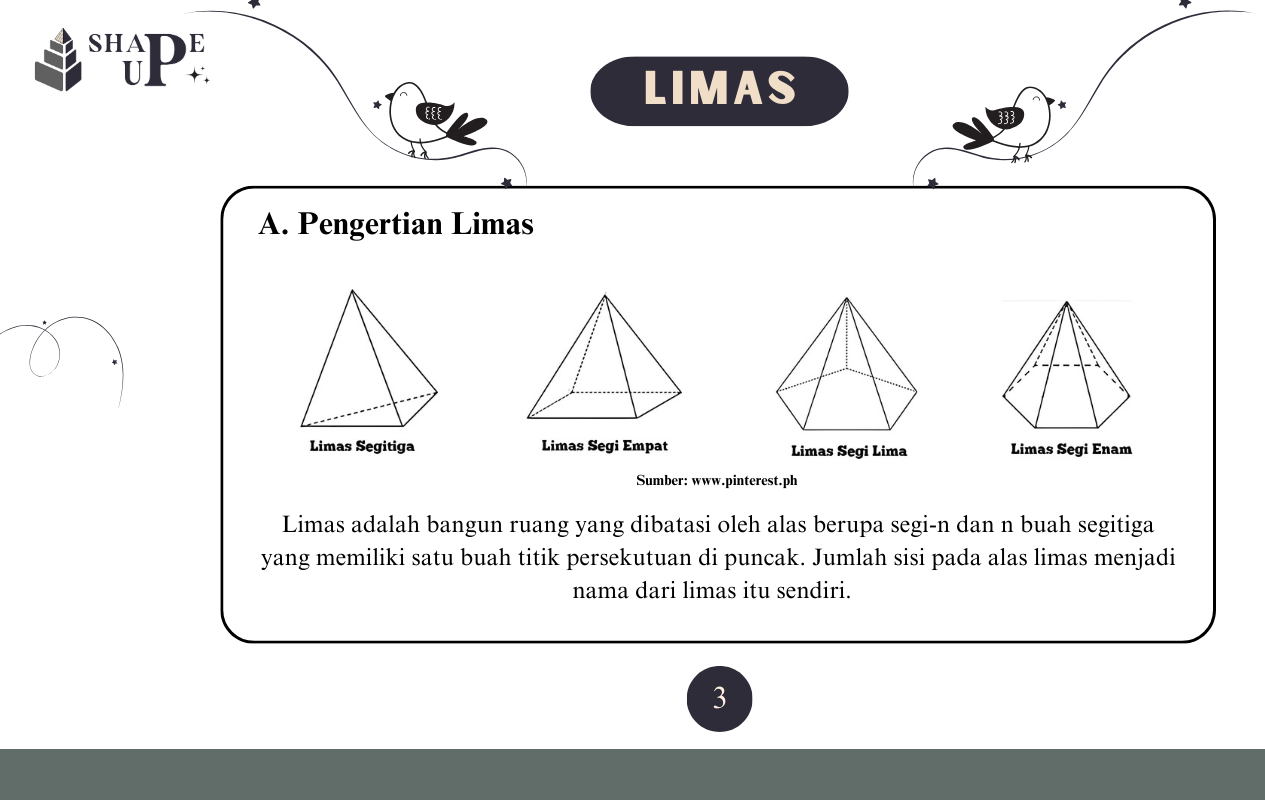 SHAPE
UP
LIMAS
A. Pengertian Limas
Limas Segitiga
Limas Segi Empat
Limas Segi Lima
Limas Segi Enam
Sumber: www.pinterest.ph
Limas adalah bangun ruang yang dibatasi oleh alas berupa segi-n dan n buah segitiga
yang memiliki satu buah titik persekutuan di puncak. Jumlah sisi pada alas limas menjadi
nama dari limas itu sendiri.
3